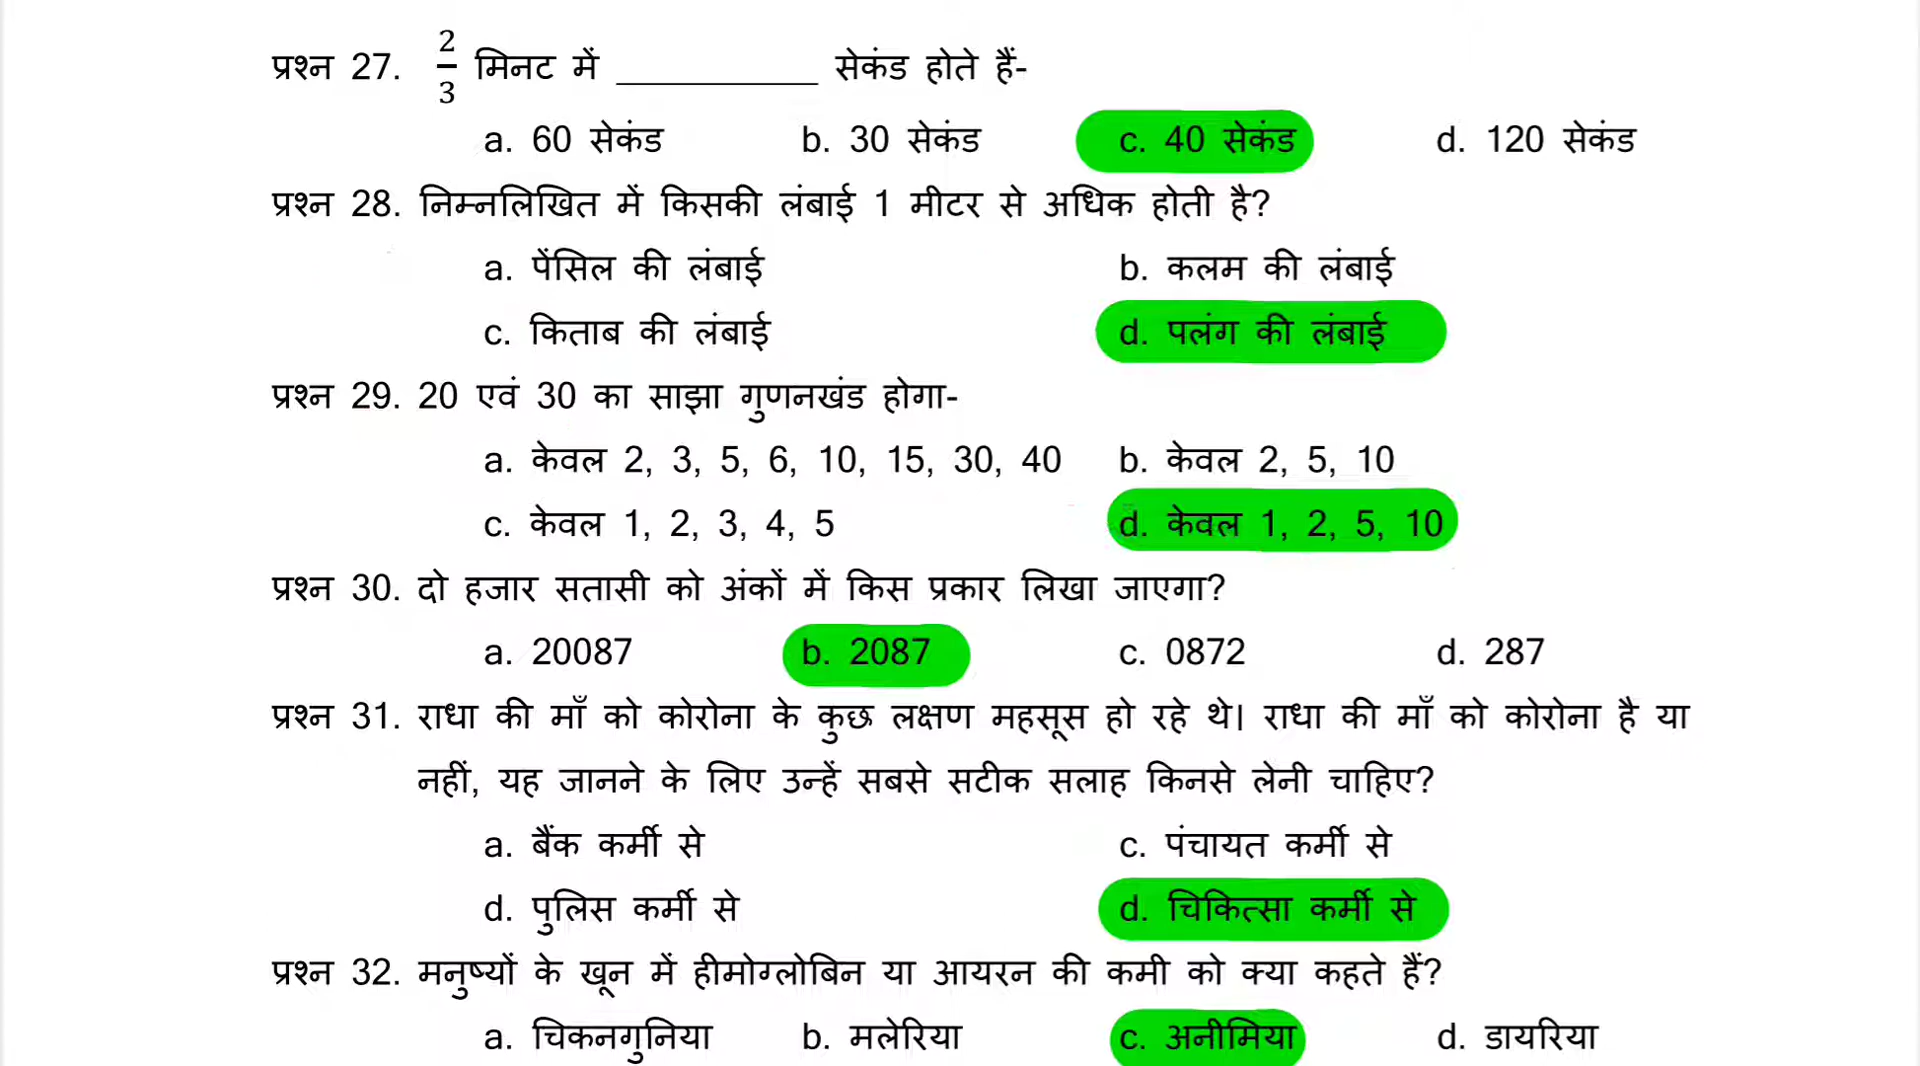 प्रश्न 27. 2/3 मिनट में __________ सेकंड होते हैं-
a. 60 सेकंड b. 30 सेकंड c. 40 सेकंड d. 120 सेकंड
प्रश्न 28. निम्नलिखित में किसकी लंबाई 1 मीटर से अधिक होती है?
a. पेंसिल की लंबाई b. कलम की लंबाई
c. किताब की लंबाई d. पलंग की लंबाई
प्रश्न 29. 20 एवं 30 का साझा गुणनखंड होगा-
a. केवल 2, 3, 5, 6, 10, 15, 30, 40 b. केवल 2, 5, 10
c. केवल 1, 2, 3, 4, 5 d. केवल 1, 2, 5, 10
प्रश्न 30. दो हजार सतासी को अंकों में किस प्रकार लिखा जाएगा?
a. 20087 b. 2087 c. 0872 d. 287
प्रश्न 31. राधा की माँ को कोरोना के कुछ लक्षण महसूस हो रहे थे। राधा की माँ को कोरोना है या
नहीं, यह जानने के लिए उन्हें सबसे सटीक सलाह किनसे लेनी चाहिए?
a. बैंक कर्मी से c. पंचायत कर्मी से
d. पुलिस कर्मी से d. चिकित्सा कर्मी से
प्रश्न 32. मनुष्यों के खून में हीमोग्लोबिन या आयरन की कमी को क्या कहते हैं?
a. चिकनगुनिया b. मलेरिया c. अनीमिया d. डायरिया